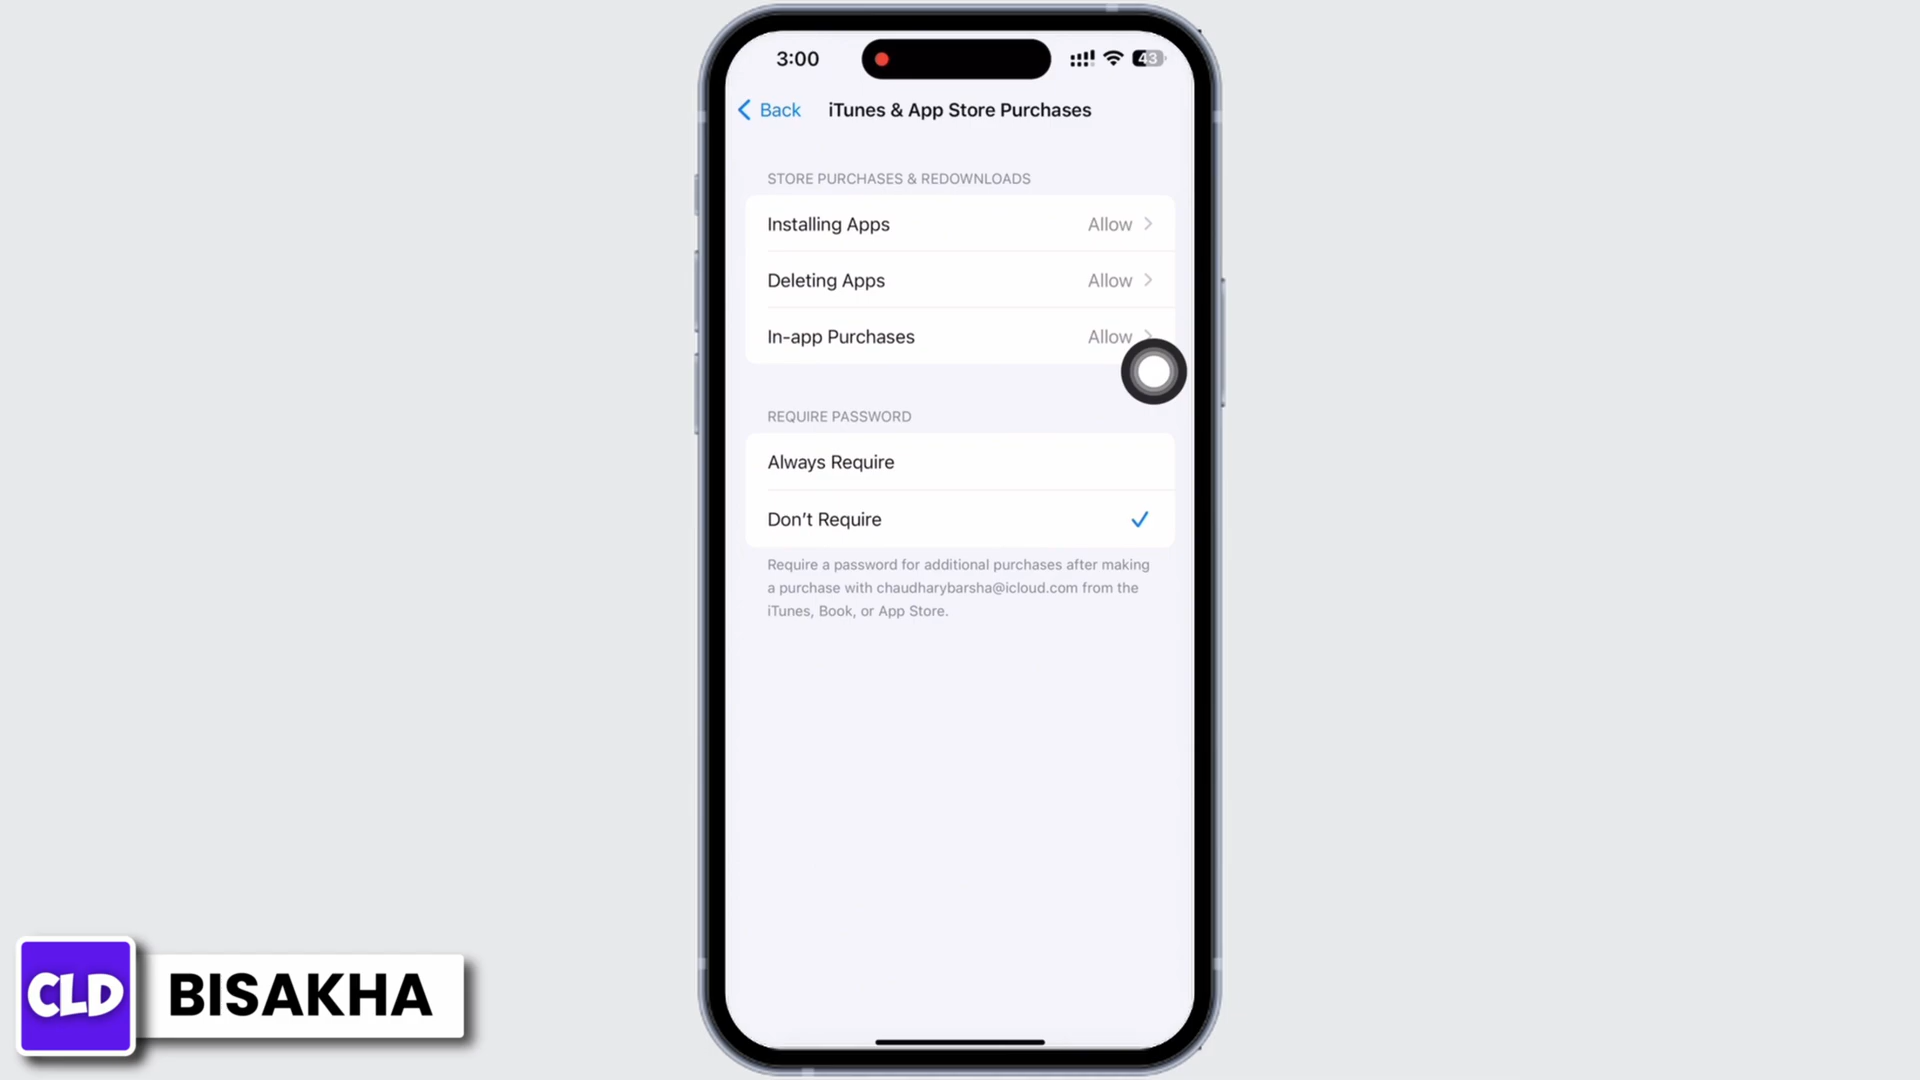 3:00
43
Back
iTunes & App Store Purchases
STORE PURCHASES & REDOWNLOADS
Installing Apps Allow
Deleting Apps Allow
In-app Purchases Allow
REQUIRE PASSWORD
Always Require
Don't Require
Require a password for additional purchases after making
a purchase with chaudharybarsha@icloud.com from the
iTunes, Book, or App Store.
CLD BISAKHA